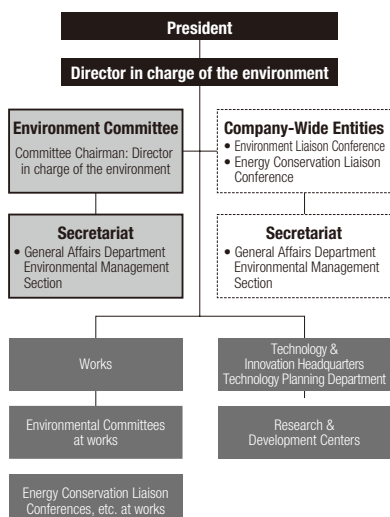 President
Director in charge of the environment
Environment Committee
Committee Chairman: Director
in charge of the environment
Company-Wide Entities
• Environment Liaison Conference
• Energy Conservation Liaison
Conference
Secretariat
• General Affairs Department
Environmental Management
Section
Secretariat
• General Affairs Department
Environmental Management
Section
Works
Technology &
Innovation Headquarters
Technology Planning Department
Environmental Committees
at works
Research &
Development Centers
Energy Conservation Liaison
Conferences, etc. at works